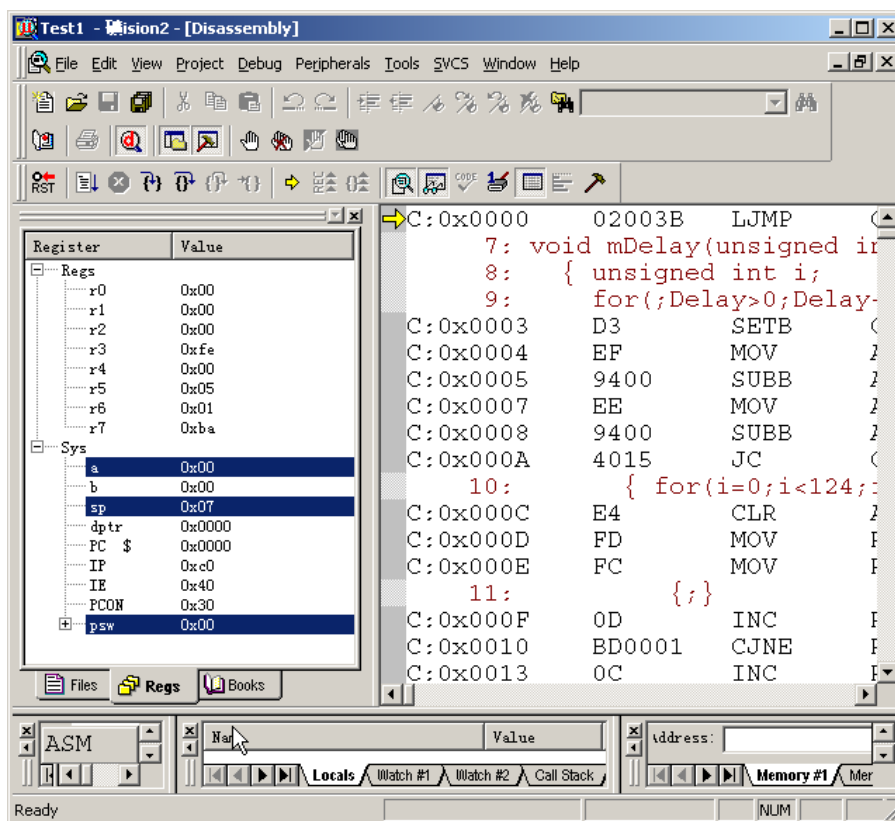 Test1 - µVision2 - [Disassembly]
File Edit View Project Debug Peripherals Tools SVCS Window Help
RST CODE
Register Value
Regs
r0 0x00
r1 0x00
r2 0x00
r3 0xfe
r4 0x00
r5 0x05
r6 0x01
r7 0xba
Sys
a 0x00
b 0x00
sp 0x07
dptr 0x0000
PC $ 0x0000
IP 0xc0
IE 0x40
PCON 0x30
psw 0x00
Files Regs Books
C:0x0000 02003B LJMP
7: void mDelay(unsigned in
8: { unsigned int i;
9: for(;Delay>0;Delay-
C:0x0003 D3 SETB
C:0x0004 EF MOV
C:0x0005 9400 SUBB
C:0x0007 EE MOV
C:0x0008 9400 SUBB
C:0x000A 4015 JC
10: { for(i=0;i<124;
C:0x000C E4 CLR
C:0x000D FD MOV
C:0x000E FC MOV
11: {;}
C:0x000F 0D INC
C:0x0010 BD0001 CJNE
C:0x0013 0C INC
ASM
Value
Locals Watch #1 Watch #2 Call Stack
Address:
Memory #1 Mer
Ready NUM